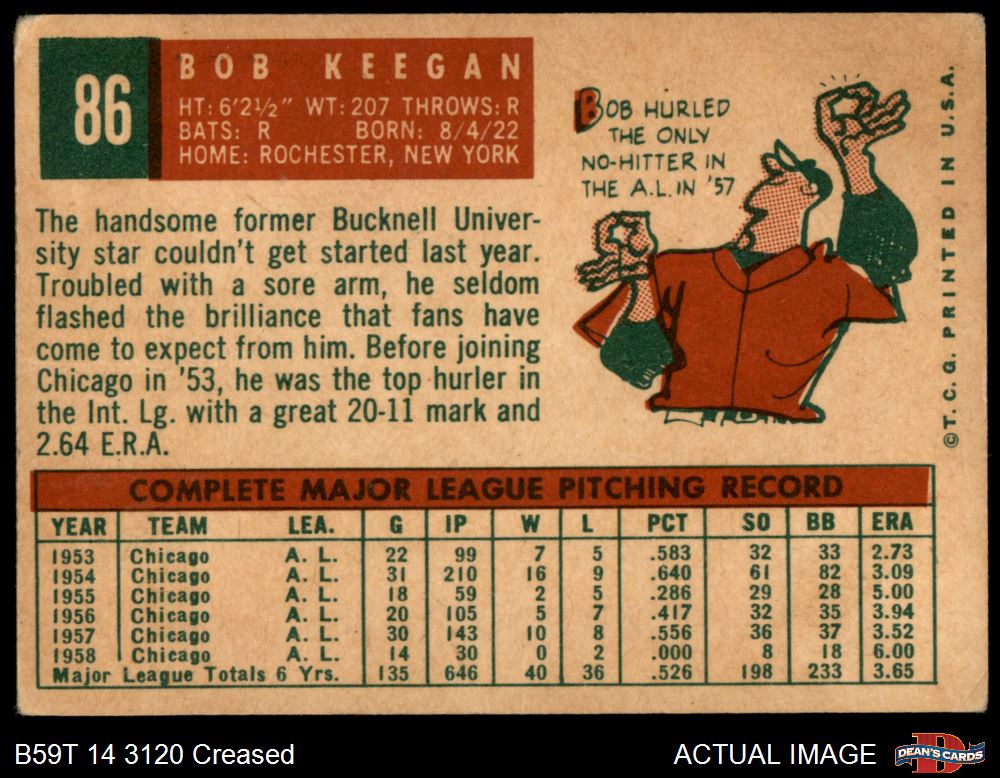 86
BOB KEEGAN
HT: 6'2½" WT: 207 THROWS: R
BATS: R BORN: 8/4/22
HOME: ROCHESTER, NEW YORK
BOB HURLED
THE ONLY
NO-HITTER IN
THE A.L. IN '57
©T. C. G. PRINTED IN U.S.A.
The handsome former Bucknell Univer-
sity star couldn't get started last year.
Troubled with a sore arm, he seldom
flashed the brilliance that fans have
come to expect from him. Before joining
Chicago in '53, he was the top hurler in
the Int. Lg. with a great 20-11 mark and
2.64 E.R.A.
COMPLETE MAJOR LEAGUE PITCHING RECORD
YEAR TEAM LEA. G IP W L PCT SO BB ERA
1953 Chicago A. L. 22 99 7 5 .583 32 33 2.73
1954 Chicago A. L. 31 210 16 9 .640 61 82 3.09
1955 Chicago A. L. 18 59 2 5 .286 29 28 5.00
1956 Chicago A. L. 20 105 5 7 .417 32 35 3.94
1957 Chicago A. L. 30 143 10 8 .556 36 37 3.52
1958 Chicago A. L. 14 30 0 2 .000 8 18 6.00
Major League Totals 6 Yrs. 135 646 40 36 .526 198 233 3.65
B59T 14 3120 Creased
ACTUAL IMAGE
DEAN'S CARDS